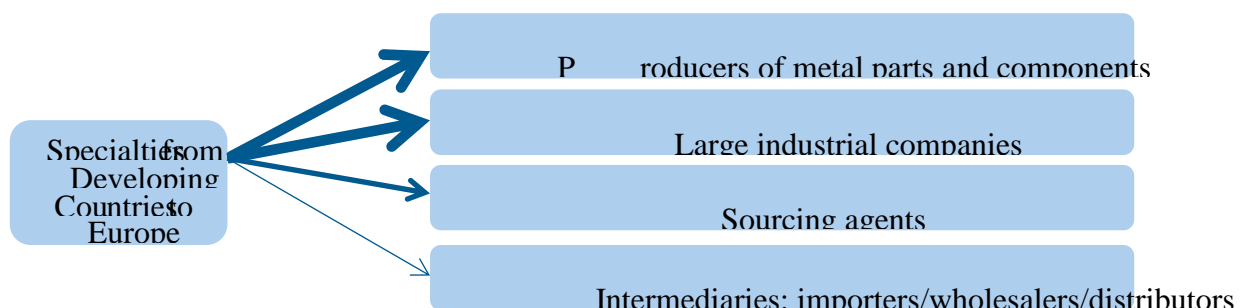 Producers of metal parts and components
Large industrial companies
Specialties from
Developing
Countries to
Europe
Sourcing agents
Intermediaries: importers/wholesalers/distributors